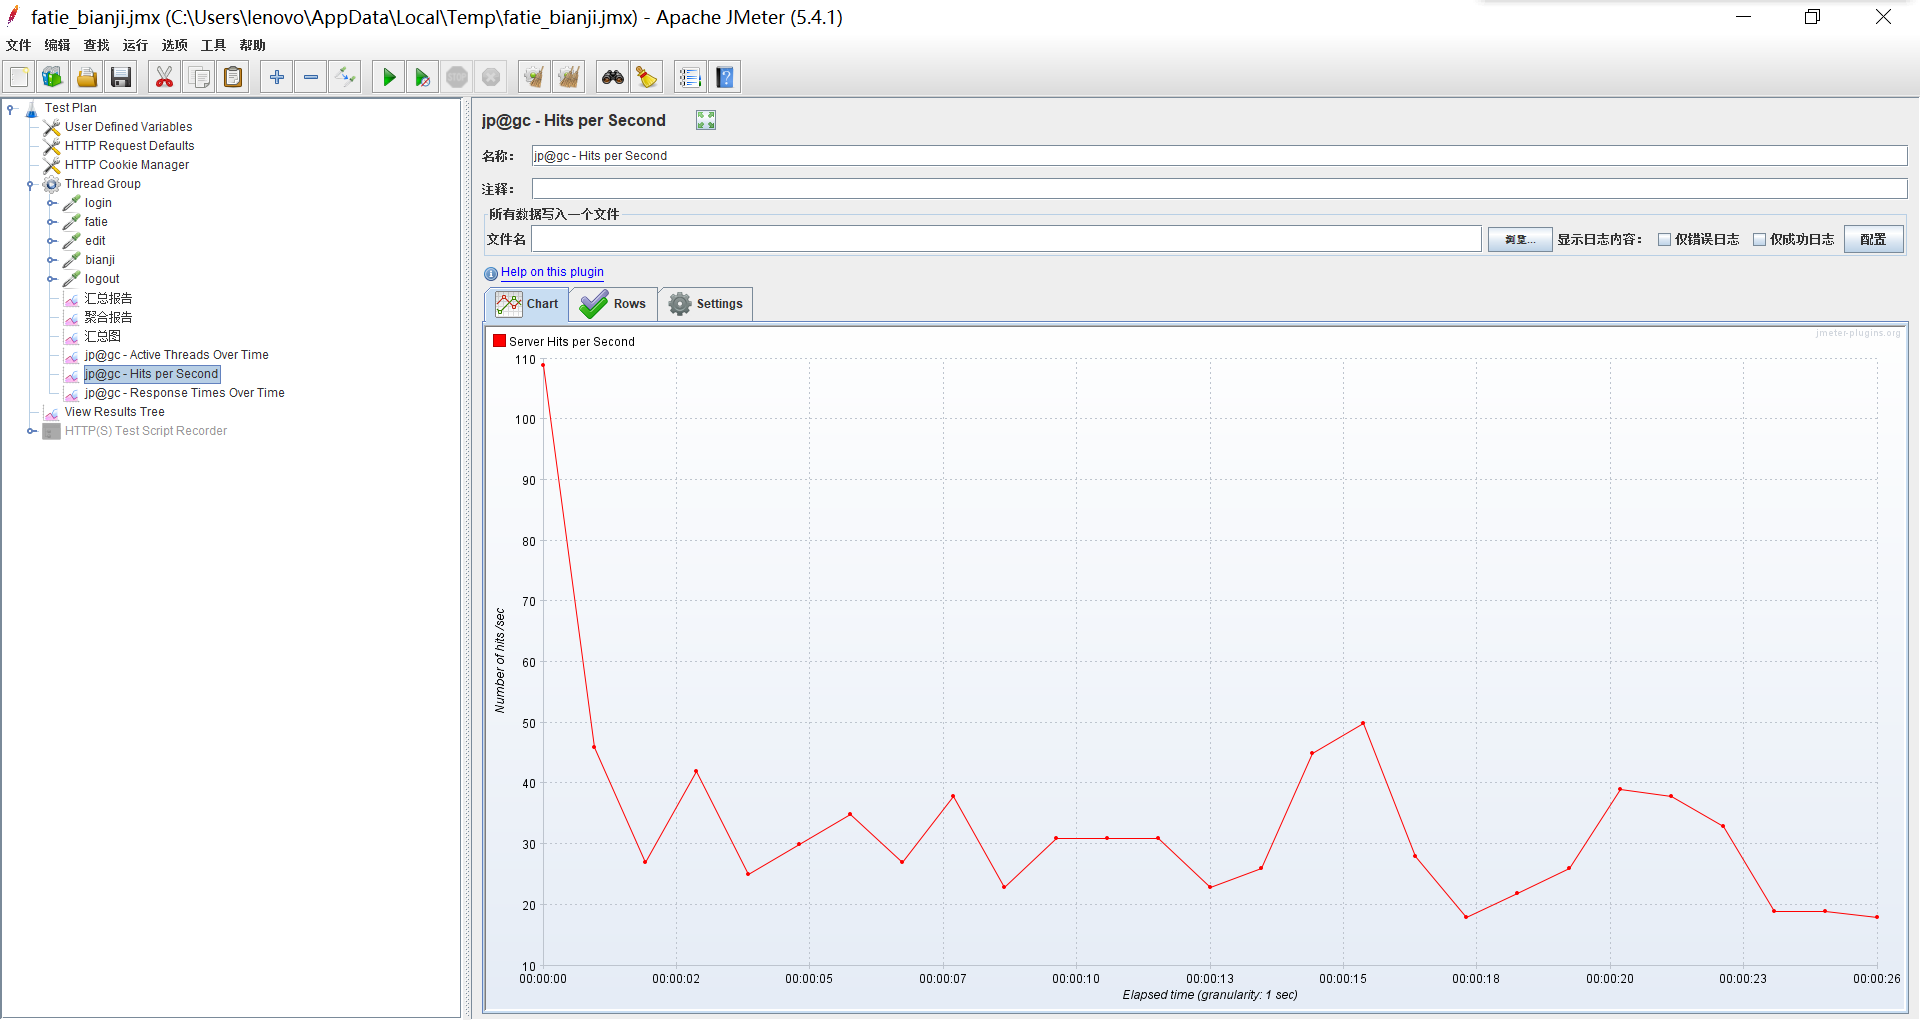 fatie_bianji.jmx (C:\Users\lenovo\AppData\Local\Temp\fatie_bianji.jmx) - Apache JMeter (5.4.1)
文件 编辑 查找 运行 选项 工具 帮助
STOP
Test Plan
User Defined Variables
HTTP Request Defaults
HTTP Cookie Manager
Thread Group
login
fatie
edit
bianji
logout
汇总报告
聚合报告
汇总图
jp@gc - Active Threads Over Time
jp@gc - Hits per Second
jp@gc - Response Times Over Time
View Results Tree
HTTP(S) Test Script Recorder
jp@gc - Hits per Second
名称： jp@gc - Hits per Second
注释：
所有数据写入一个文件
文件名 浏览... 显示日志内容： 仅错误日志 仅成功日志 配置
Help on this plugin
Chart Rows Settings
jmeter-plugins.org
Server Hits per Second
110
100
90
80
70
60
50
40
30
20
10
Number of hits /sec
00:00:00 00:00:02 00:00:05 00:00:07 00:00:10 00:00:13 00:00:15 00:00:18 00:00:20 00:00:23 00:00:26
Elapsed time (granularity: 1 sec)